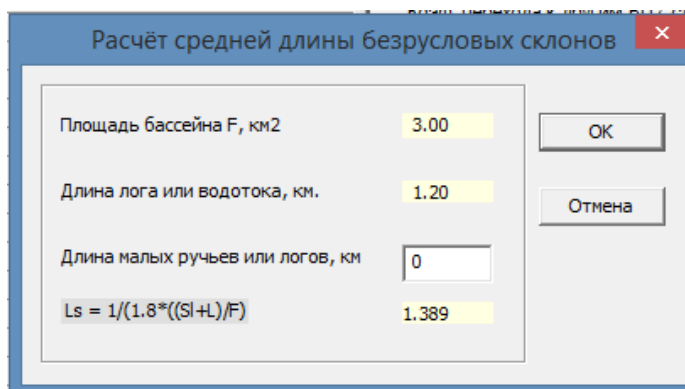 Расчёт средней длины безрусловых склонов
Площадь бассейна F, км2 3.00
OK
Длина лога или водотока, км. 1.20
Отмена
Длина малых ручьев или логов, км 0
Ls = 1/(1.8*((Sl+L)/F) 1.389